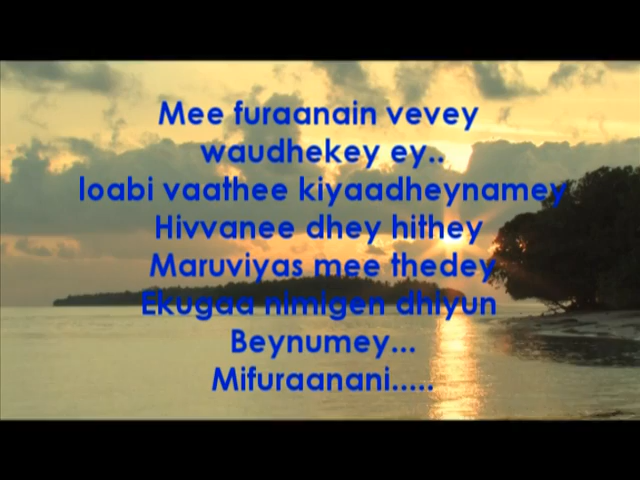 Mee furaanain vevey
waudhekey ey..
loabi vaathee kiyaadheynamey
Hivvanee dhey hithey
Maruviyas mee thedey
Ekugaa nimigen dhiyun
Beynumey...
Mifuraanani.....